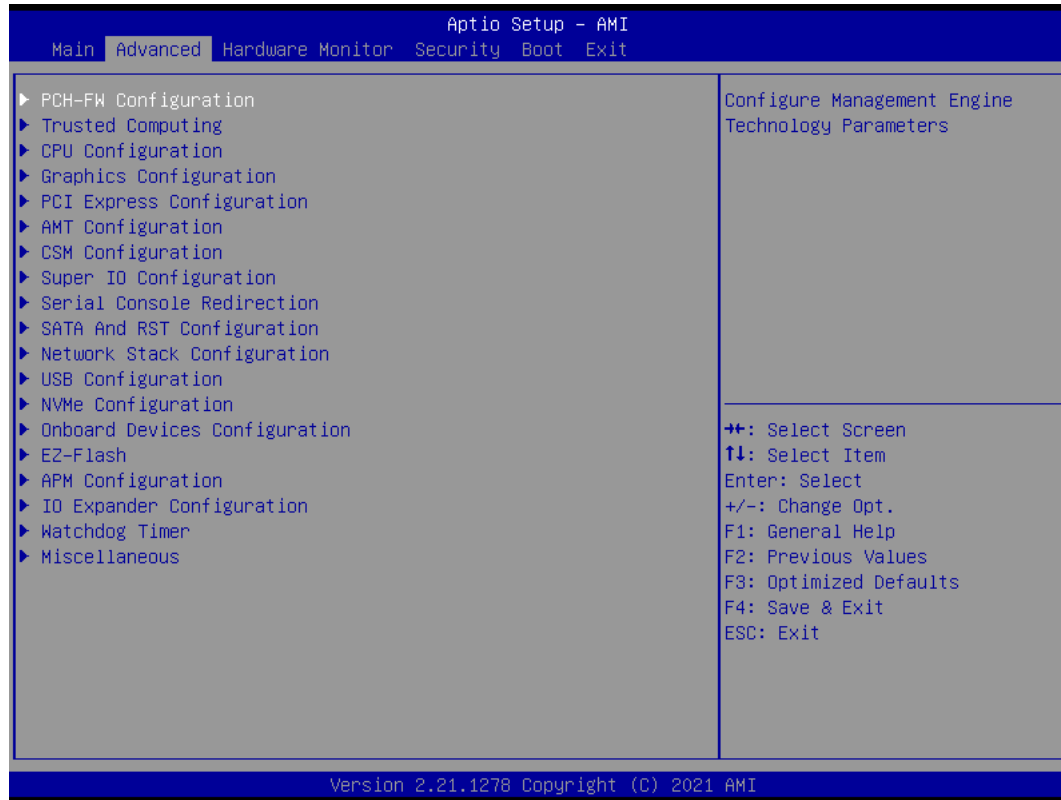 Aptio Setup – AMI
Main Advanced Hardware Monitor Security Boot Exit
▶ PCH-FW Configuration
▶ Trusted Computing
▶ CPU Configuration
▶ Graphics Configuration
▶ PCI Express Configuration
▶ AMT Configuration
▶ CSM Configuration
▶ Super IO Configuration
▶ Serial Console Redirection
▶ SATA And RST Configuration
▶ Network Stack Configuration
▶ USB Configuration
▶ NVMe Configuration
▶ Onboard Devices Configuration
▶ EZ-Flash
▶ APM Configuration
▶ IO Expander Configuration
▶ Watchdog Timer
▶ Miscellaneous
Configure Management Engine
Technology Parameters
→←: Select Screen
↑↓: Select Item
Enter: Select
+/-: Change Opt.
F1: General Help
F2: Previous Values
F3: Optimized Defaults
F4: Save & Exit
ESC: Exit
Version 2.21.1278 Copyright (C) 2021 AMI